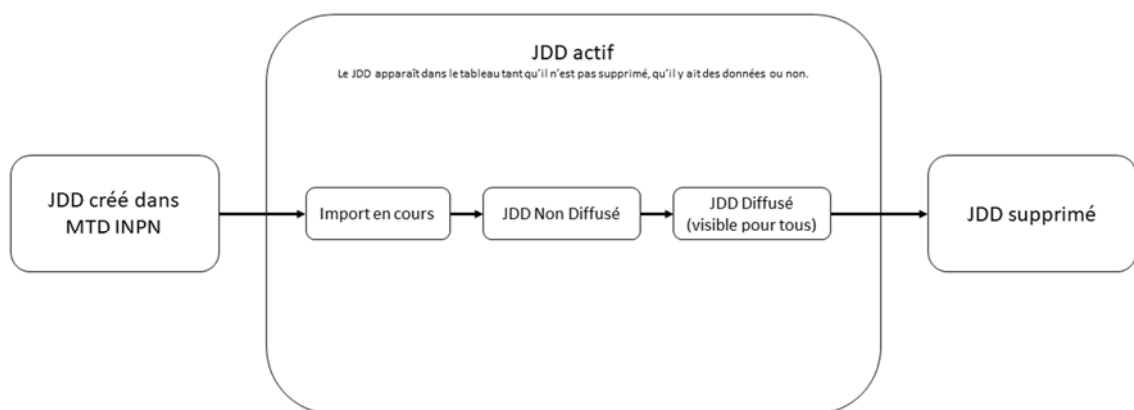 JDD actif
Le JDD apparaît dans le tableau tant qu'il n'est pas supprimé, qu'il y ait des données ou non.
JDD créé dans
MTD INPN
Import en cours
JDD Non Diffusé
JDD Diffusé
(visible pour tous)
JDD supprimé